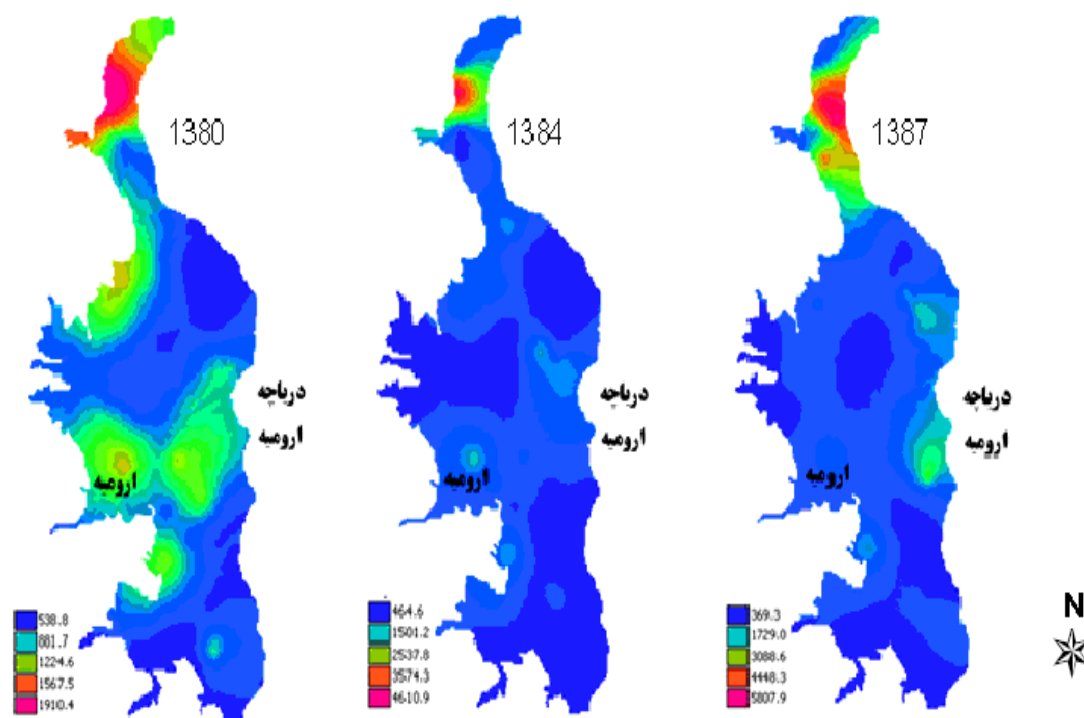 1380
1384
1387
دریاچه
ارومیه
ارومیه
دریاچه
ارومیه
ارومیه
دریاچه
ارومیه
ارومیه
538.8
881.7
1224.6
1567.5
1910.4
464.6
1501.2
2537.8
3574.3
4610.9
369.3
1729.0
3088.6
4448.3
5807.9
N